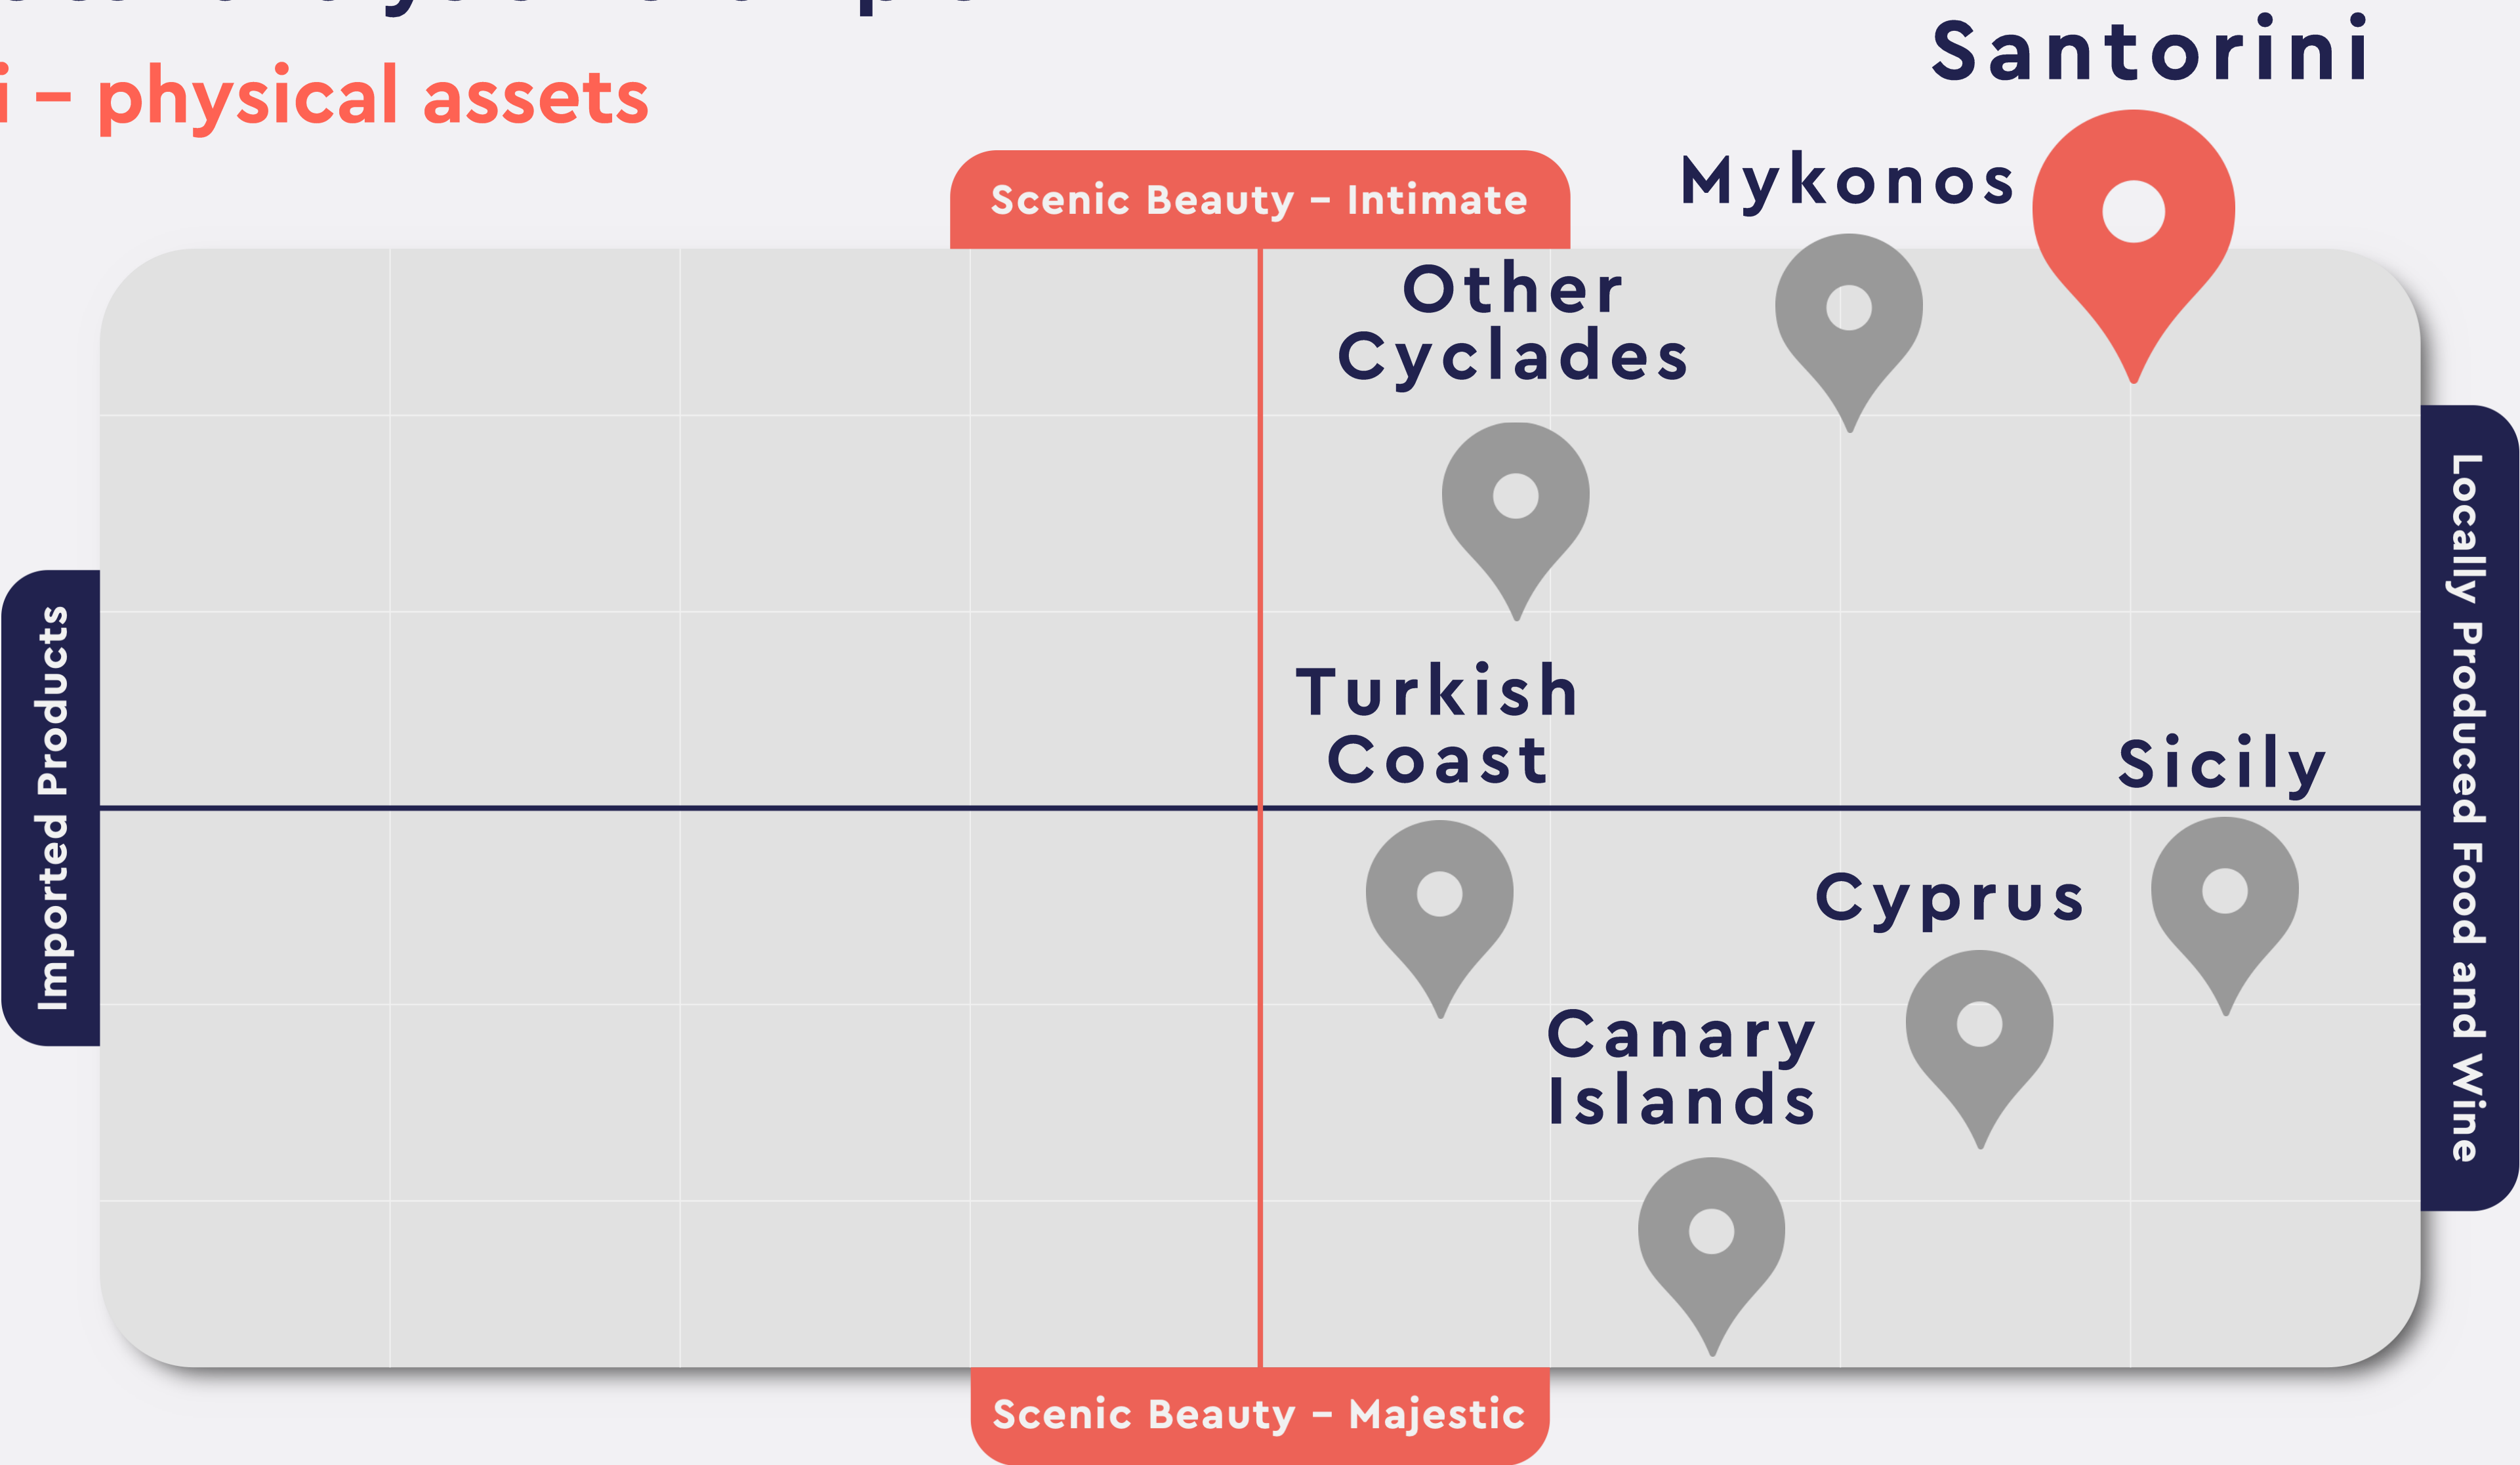 i – physical assets
Santorini
Mykonos
Scenic Beauty – Intimate
Other
Cyclades
Turkish
Coast
Sicily
Cyprus
Canary
Islands
Imported Products
Locally Produced Food and Wine
Scenic Beauty – Majestic